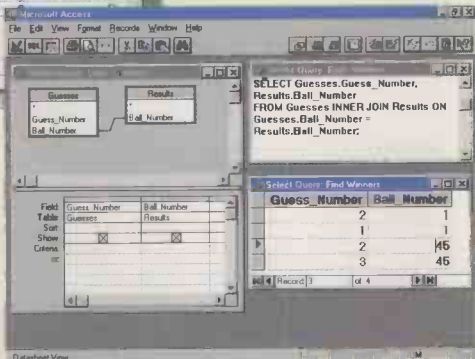 Microsoft Access
File Edit View Format Records Window Help
Guesses
*
Guess_Number
Ball_Number
Results
*
Ball_Number
SELECT Guesses.Guess_Number,
Results.Ball_Number
FROM Guesses INNER JOIN Results ON
Guesses.Ball_Number =
Results.Ball_Number;
Field: Guess_Number Ball_Number
Table: Guesses Results
Sort:
Show:
Criteria:
or:
Select Query: Find Winners
Guess_Number Ball_Number
2 1
1 1
2 45
3 45
Record: 3 of 4
Datasheet View